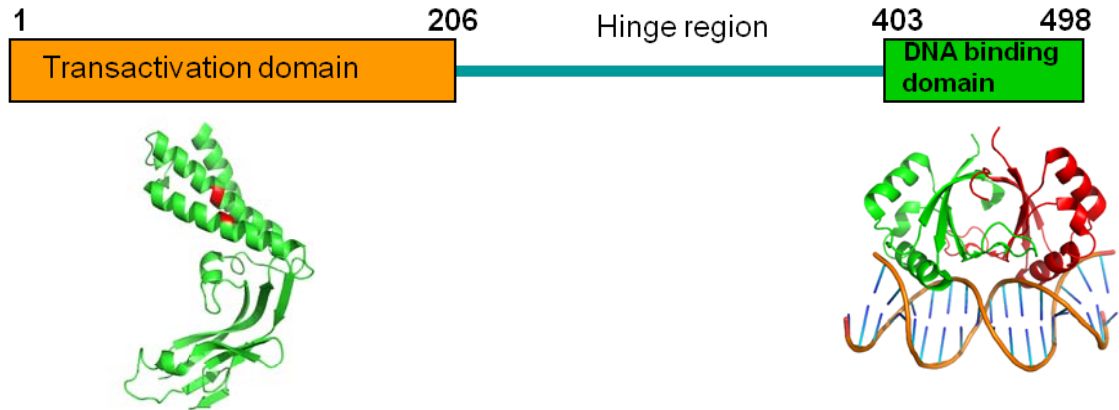 1 206 Hinge region 403 498
Transactivation domain
DNA binding
domain